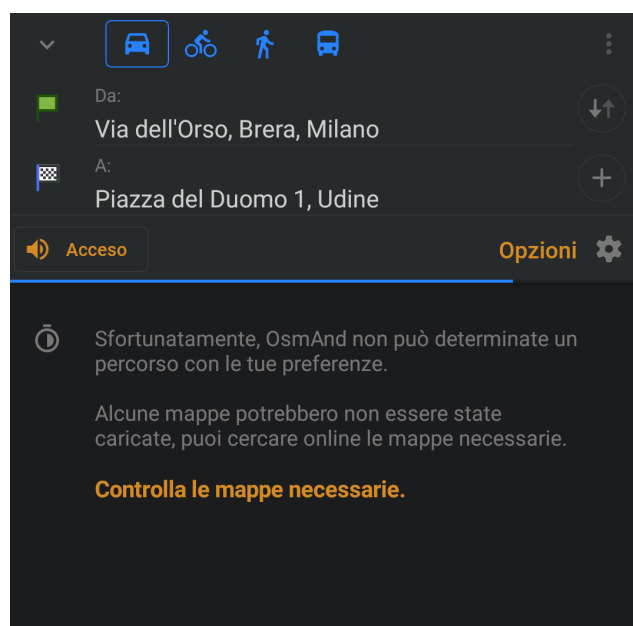 Da:
Via dell'Orso, Brera, Milano
A:
Piazza del Duomo 1, Udine
Acceso
Opzioni
Sfortunatamente, OsmAnd non può determinate un
percorso con le tue preferenze.
Alcune mappe potrebbero non essere state
caricate, puoi cercare online le mappe necessarie.
Controlla le mappe necessarie.